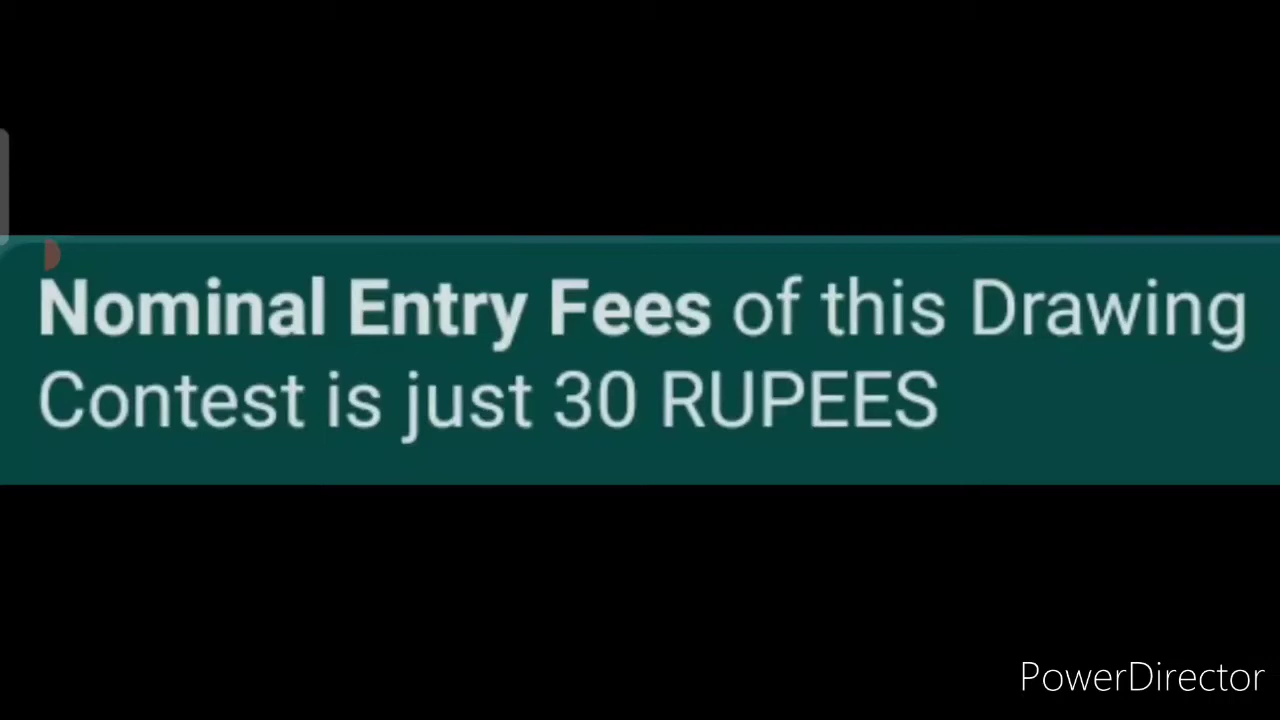 Nominal Entry Fees of this Drawing
Contest is just 30 RUPEES
PowerDirector